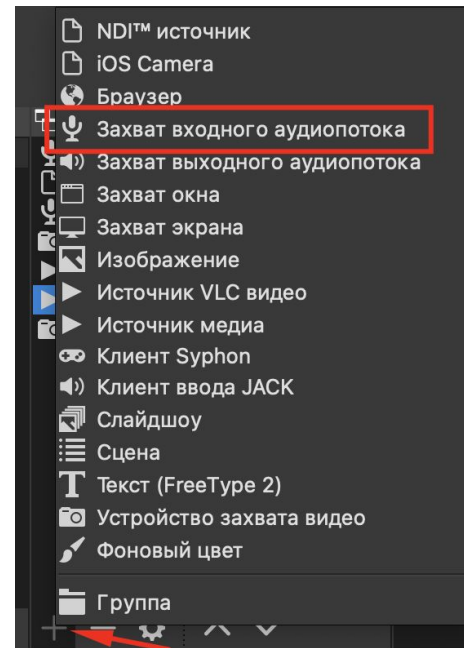 NDI™ источник
iOS Camera
Браузер
Захват входного аудиопотока
Захват выходного аудиопотока
Захват окна
Захват экрана
Изображение
Источник VLC видео
Источник медиа
Клиент Syphon
Клиент ввода JACK
Слайдшоу
Сцена
Текст (FreeType 2)
Устройство захвата видео
Фоновый цвет
Группа